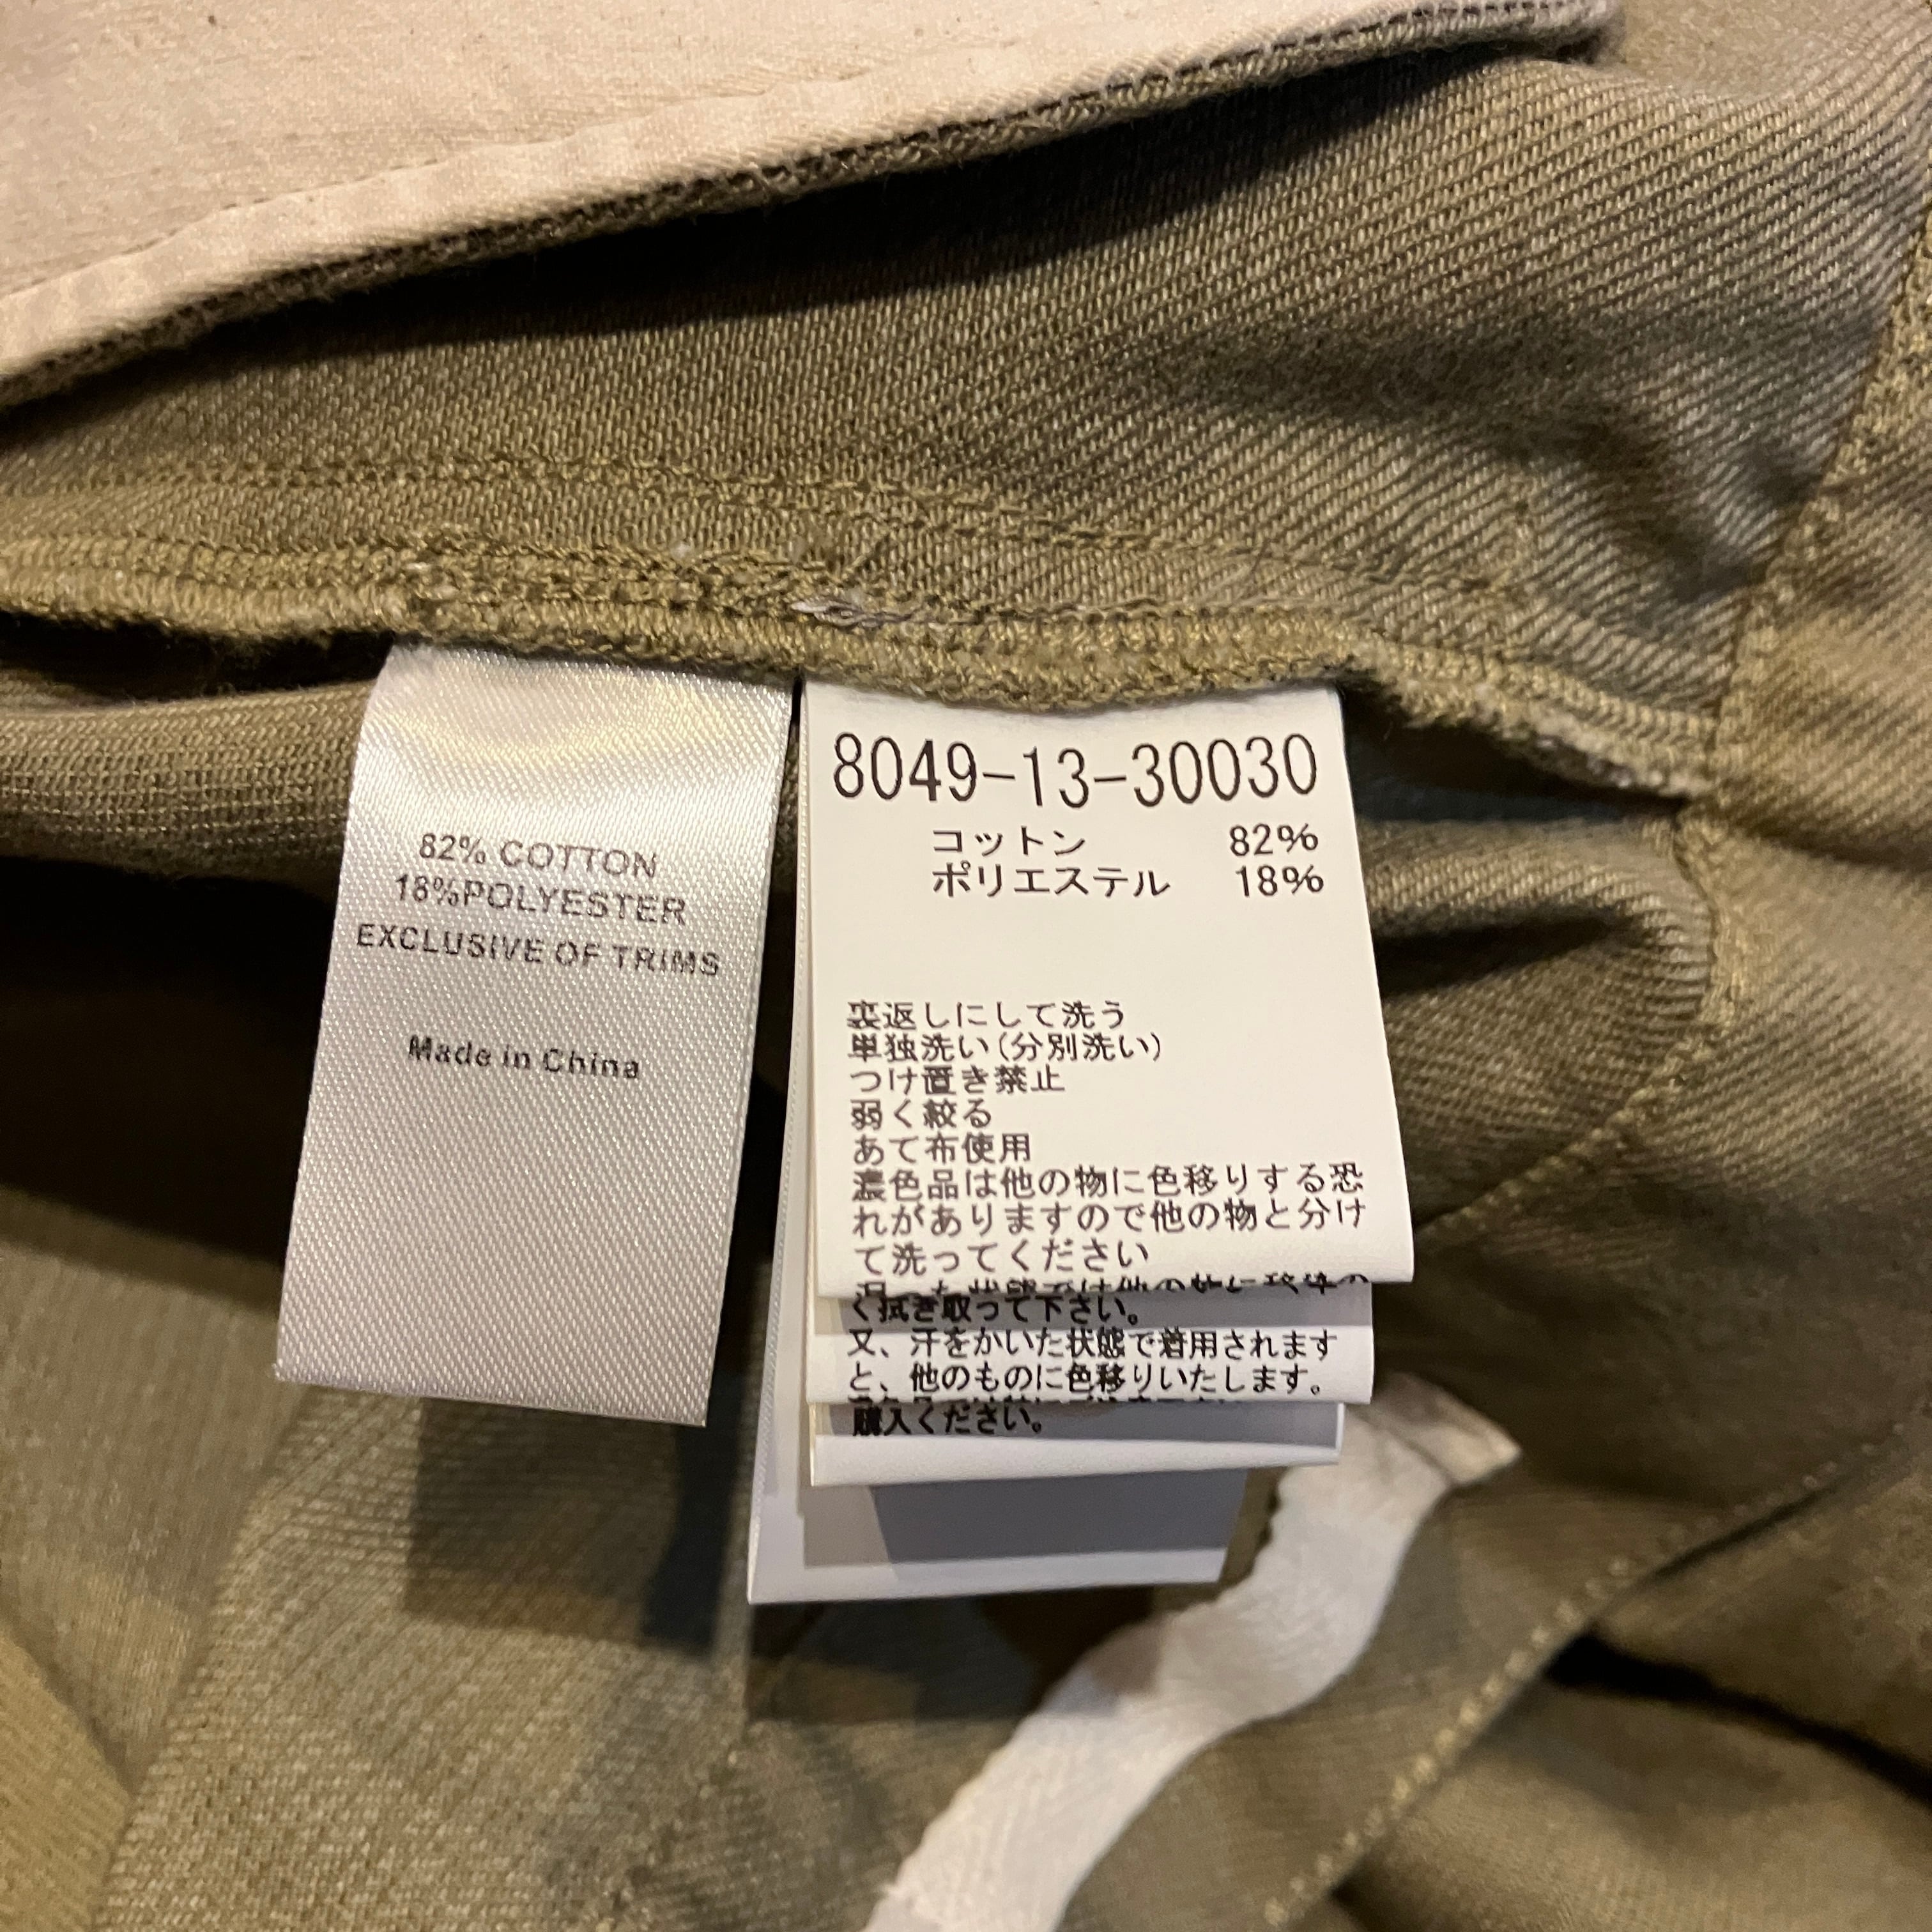 82% COTTON
18%POLYESTER
EXCLUSIVE OF TRIMS
Made in China
8049-13-30030
コットン 82%
ポリエステル 18%
裏返しにして洗う
単独洗い(分別洗い)
つけ置き禁止
弱く絞る
あて布使用
濃色品は他の物に色移りする恐
れがありますので他の物と分け
て洗ってください
く拭き取って下さい。
又、汗をかいた状態で着用されます
と、他のものに色移りいたします。
購入ください。